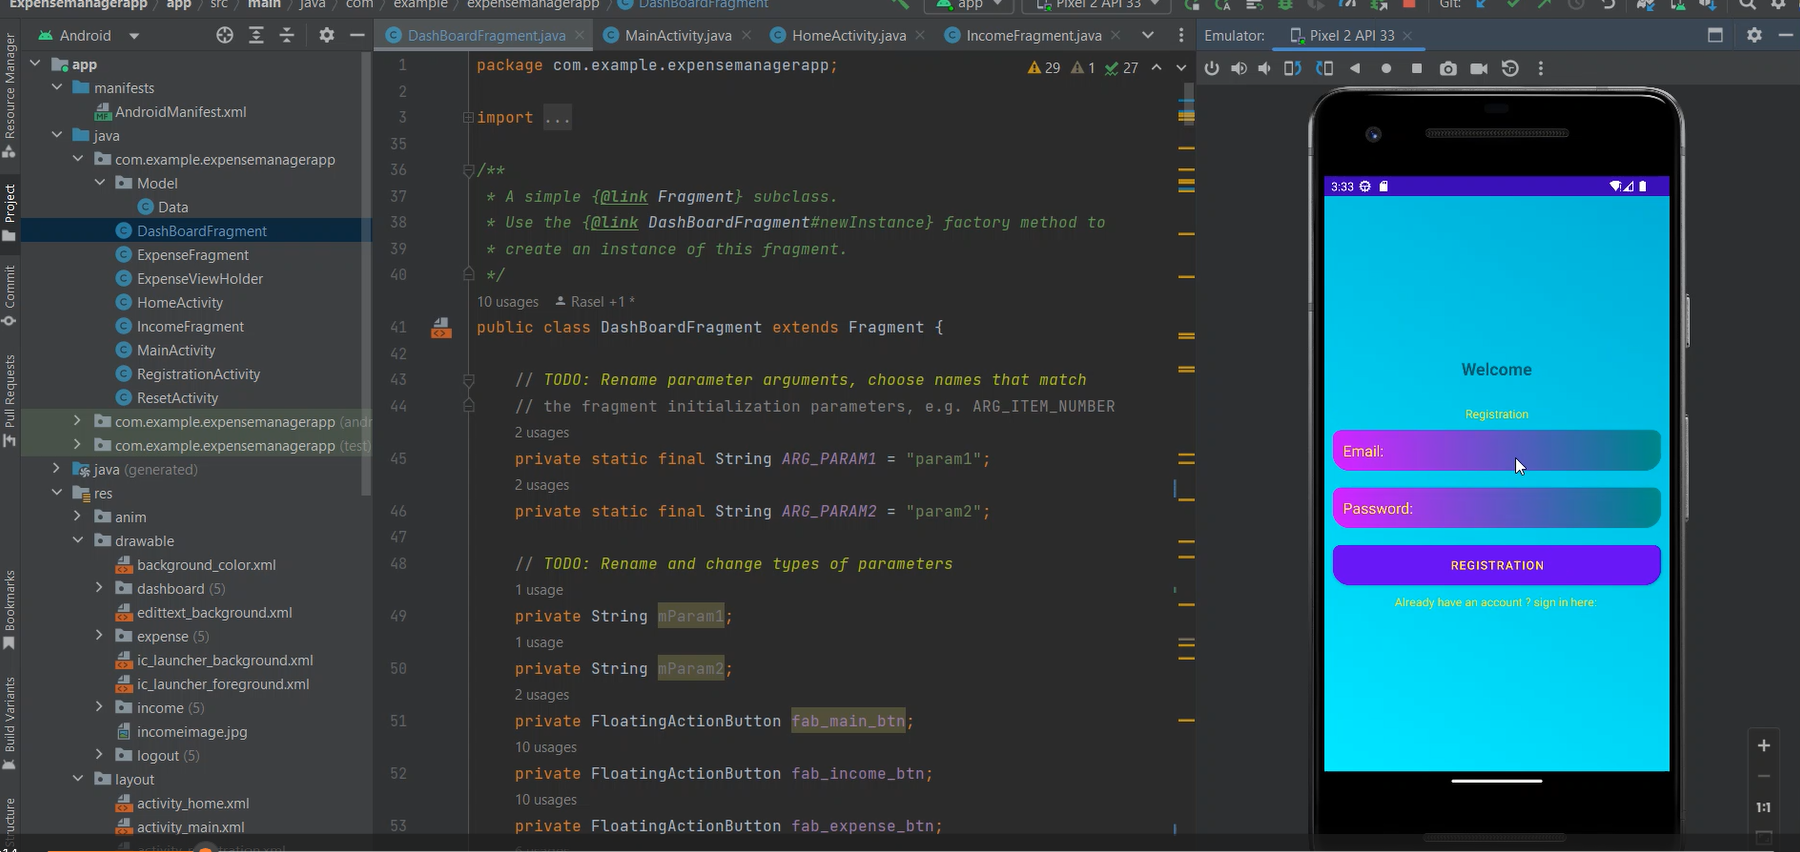 Expensemanagerapp app src main java com example expensemanagerapp DashBoardFragment app Pixel 2 API 33 Git:
Android
DashBoardFragment.java MainActivity.java HomeActivity.java IncomeFragment.java
Emulator: Pixel 2 API 33
Resource Manager
Project
Commit
Pull Requests
Bookmarks
Build Variants
Structure
app
manifests
AndroidManifest.xml
java
com.example.expensemanagerapp
Model
Data
DashBoardFragment
ExpenseFragment
ExpenseViewHolder
HomeActivity
IncomeFragment
MainActivity
RegistrationActivity
ResetActivity
com.example.expensemanagerapp (andr
com.example.expensemanagerapp (test)
java (generated)
res
anim
drawable
background_color.xml
dashboard (5)
edittext_background.xml
expense (5)
ic_launcher_background.xml
ic_launcher_foreground.xml
income (5)
incomeimage.jpg
logout (5)
layout
activity_home.xml
activity_main.xml
29 1 27
1 package com.example.expensemanagerapp;
2
3 import ...
35
36 /**
37 * A simple {@link Fragment} subclass.
38 * Use the {@link DashBoardFragment#newInstance} factory method to
39 * create an instance of this fragment.
40 */
10 usages Rasel +1 *
41 public class DashBoardFragment extends Fragment {
42
43 // TODO: Rename parameter arguments, choose names that match
44 // the fragment initialization parameters, e.g. ARG_ITEM_NUMBER
2 usages
45 private static final String ARG_PARAM1 = "param1";
2 usages
46 private static final String ARG_PARAM2 = "param2";
47
48 // TODO: Rename and change types of parameters
1 usage
49 private String mParam1;
1 usage
50 private String mParam2;
2 usages
51 private FloatingActionButton fab_main_btn;
10 usages
52 private FloatingActionButton fab_income_btn;
10 usages
53 private FloatingActionButton fab_expense_btn;
3:33
Welcome
Registration
Email:
Password:
REGISTRATION
Already have an account ? sign in here:
1:1